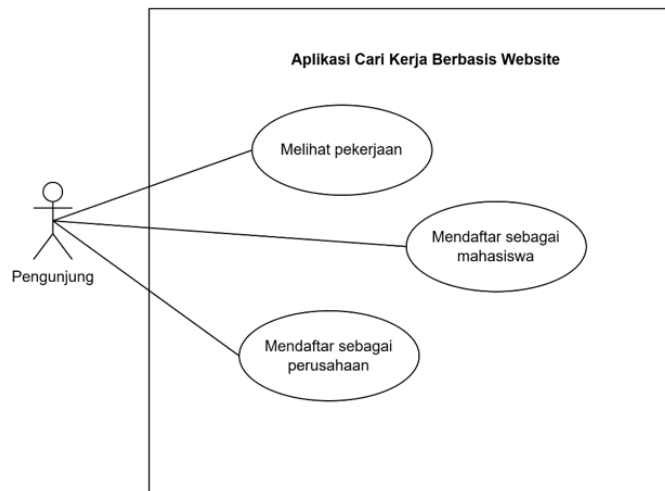 Aplikasi Cari Kerja Berbasis Website
Melihat pekerjaan
Mendaftar sebagai
mahasiswa
Pengunjung
Mendaftar sebagai
perusahaan